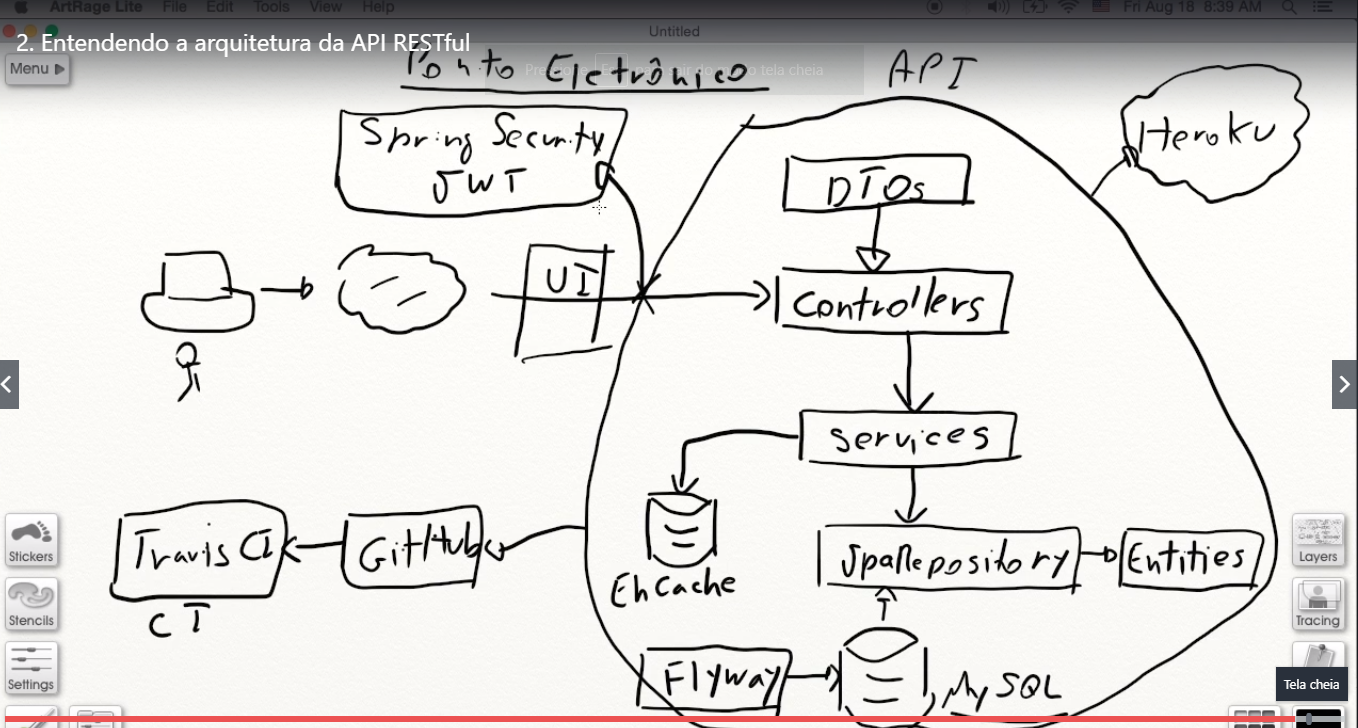 ArtRage Lite File Edit Tools View Help
Fri Aug 18 8:39 AM
Untitled
2. Entendendo a arquitetura da API RESTful
Menu
tela cheia
Ponto Eletrônico
API
Heroku
Spring Security
JWT
DTOs
UI
Controllers
services
Travis CI
GitHub
CI
EhCache
JpaRepository
Entities
Flyway
MySQL
Stickers
Stencils
Settings
Layers
Tracing
Tela cheia